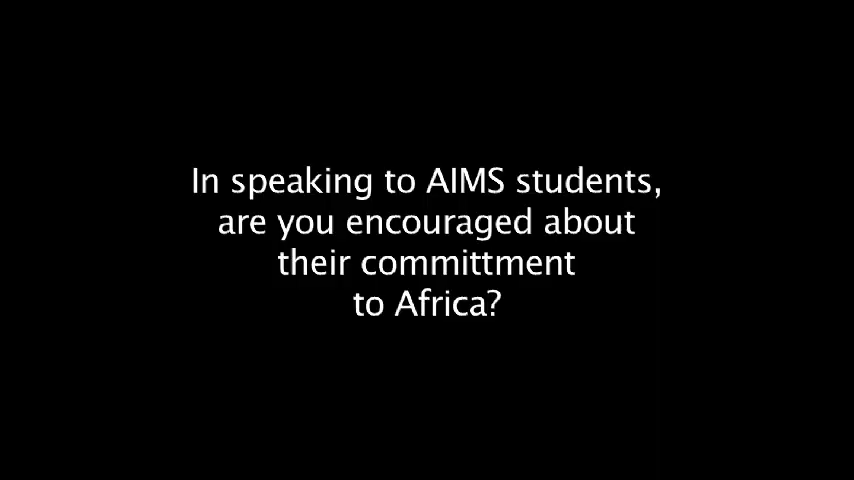 In speaking to AIMS students,
are you encouraged about
their committment
to Africa?